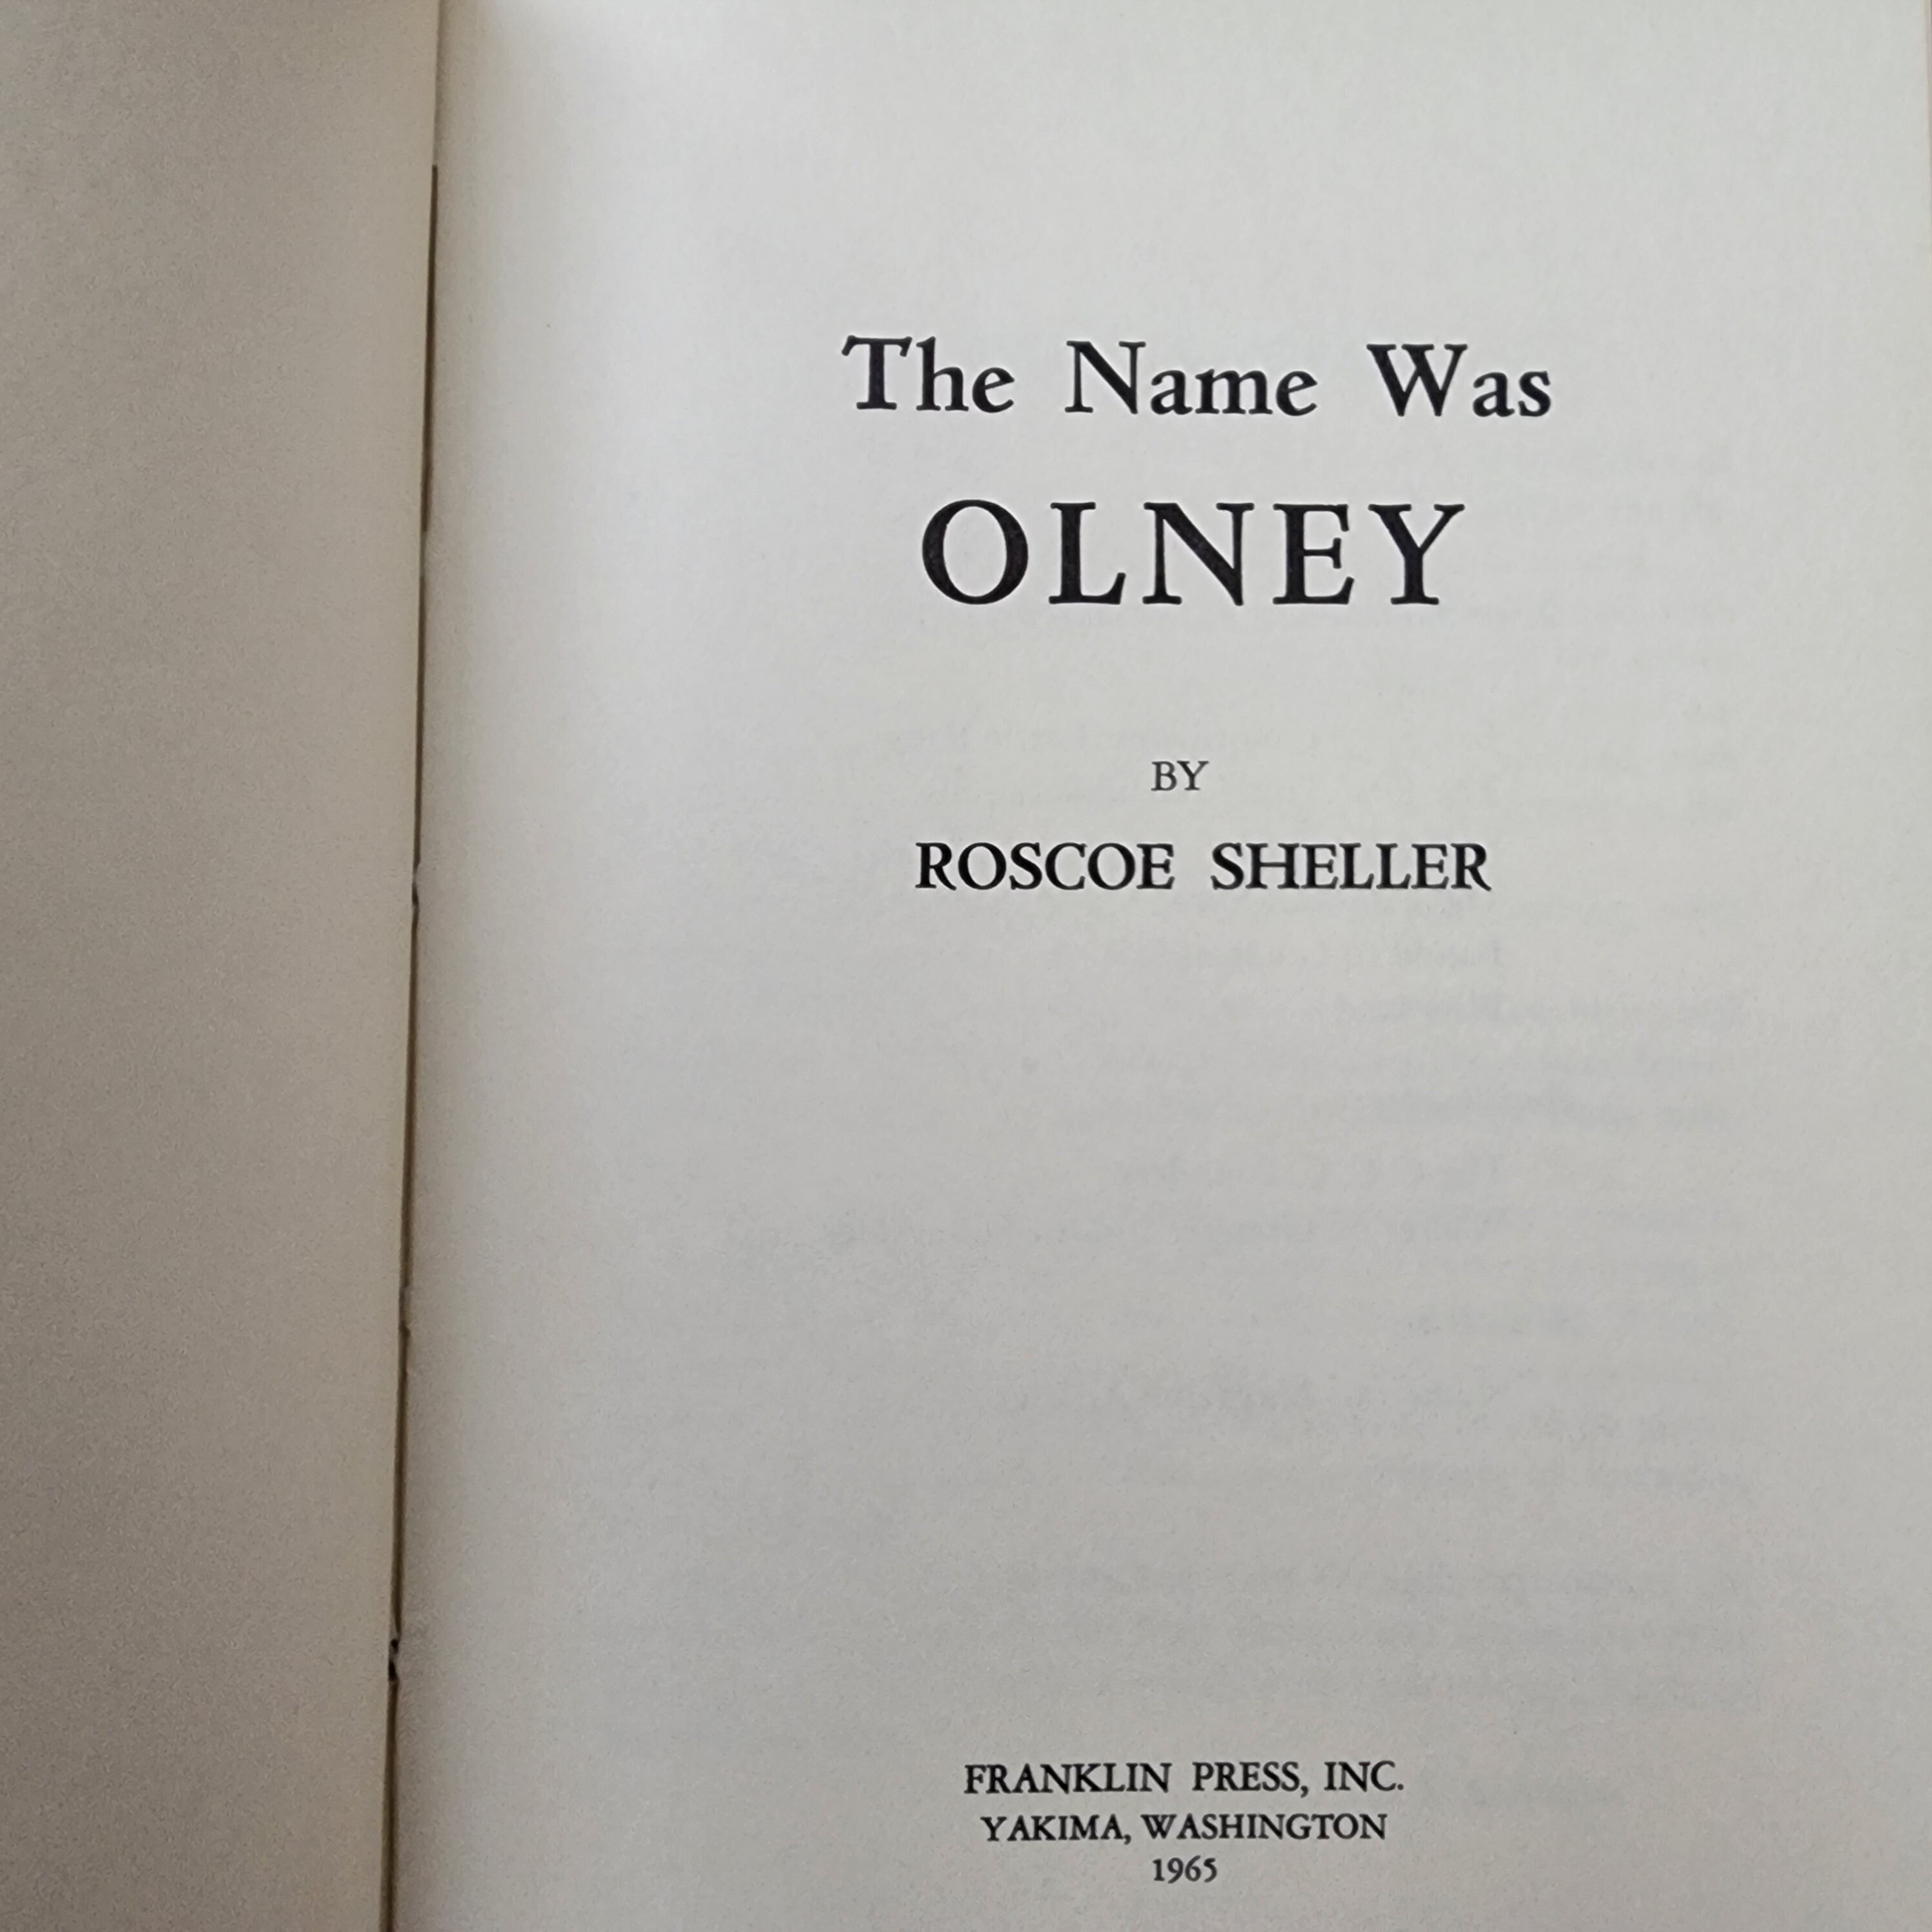 The Name Was
OLNEY
BY
ROSCOE SHELLER
FRANKLIN PRESS, INC.
YAKIMA, WASHINGTON
1965